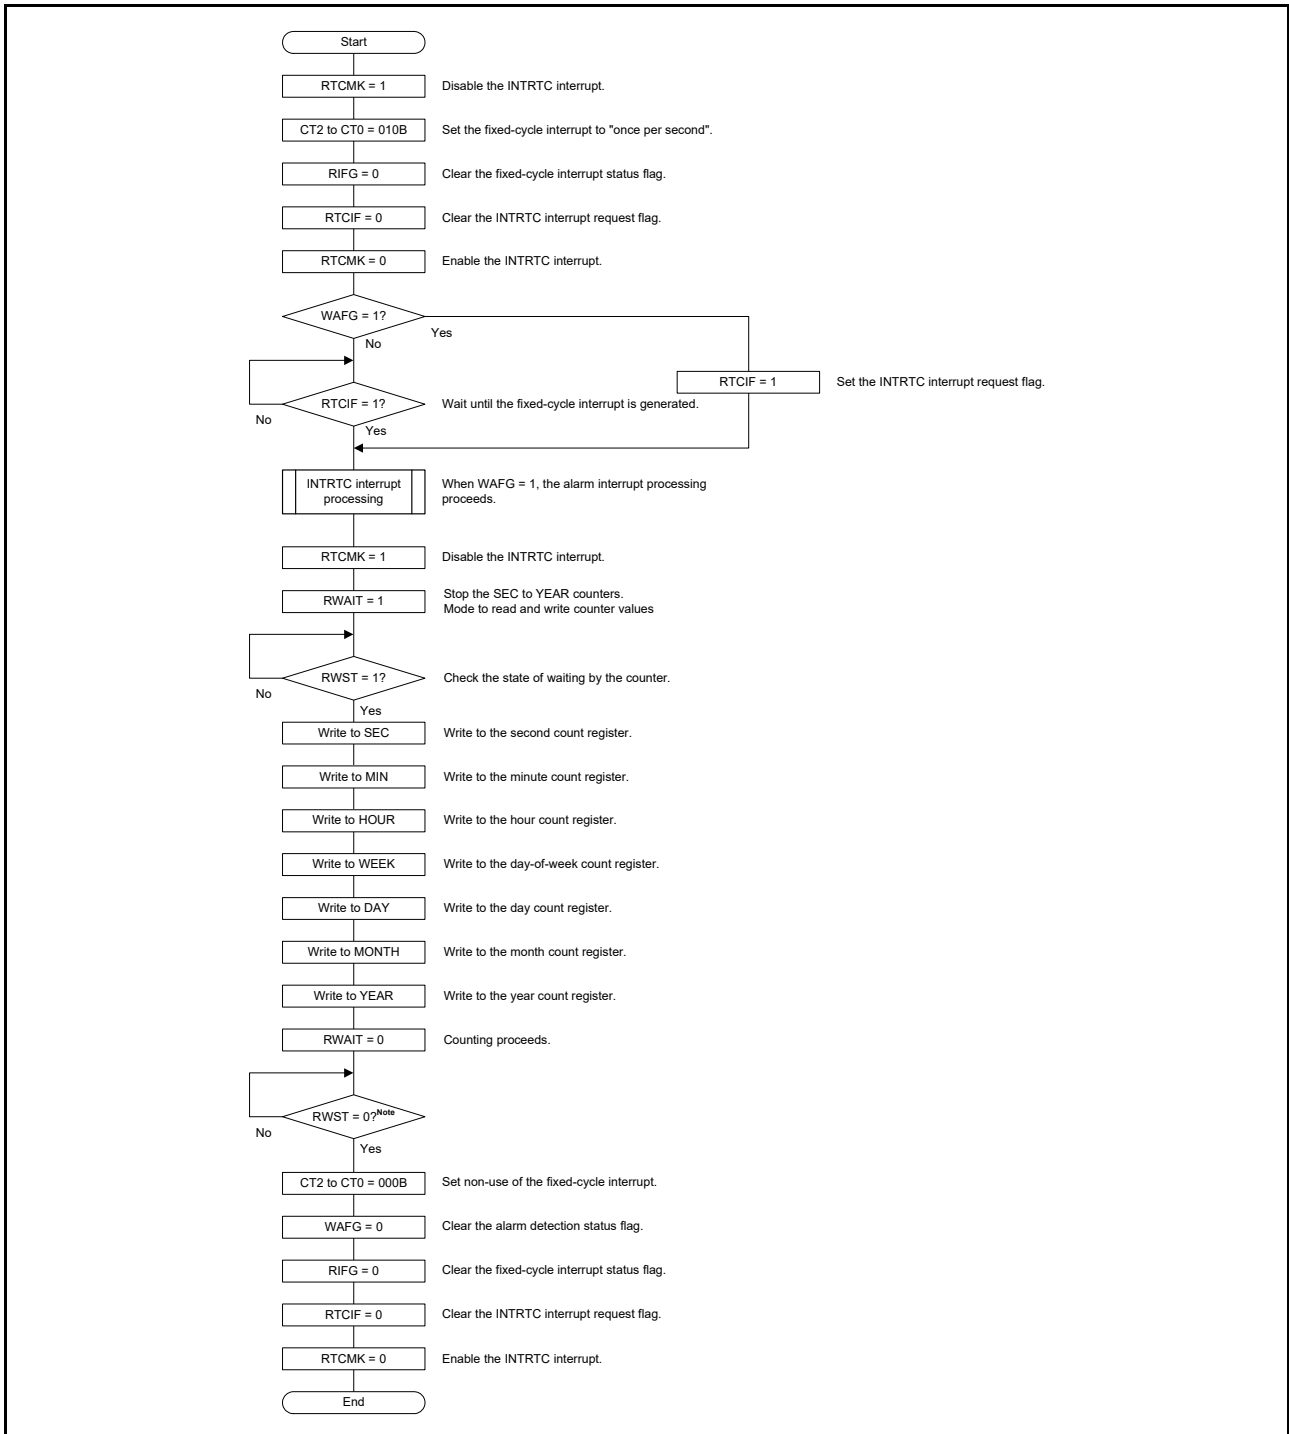 Start
RTCMK = 1
Disable the INTRTC interrupt.
CT2 to CT0 = 010B
Set the fixed-cycle interrupt to "once per second".
RIFG = 0
Clear the fixed-cycle interrupt status flag.
RTCIF = 0
Clear the INTRTC interrupt request flag.
RTCMK = 0
Enable the INTRTC interrupt.
WAFG = 1?
Yes
No
RTCIF = 1
Set the INTRTC interrupt request flag.
RTCIF = 1?
Wait until the fixed-cycle interrupt is generated.
No
Yes
INTRTC interrupt
processing
When WAFG = 1, the alarm interrupt processing
proceeds.
RTCMK = 1
Disable the INTRTC interrupt.
RWAIT = 1
Stop the SEC to YEAR counters.
Mode to read and write counter values
RWST = 1?
Check the state of waiting by the counter.
No
Yes
Write to SEC
Write to the second count register.
Write to MIN
Write to the minute count register.
Write to HOUR
Write to the hour count register.
Write to WEEK
Write to the day-of-week count register.
Write to DAY
Write to the day count register.
Write to MONTH
Write to the month count register.
Write to YEAR
Write to the year count register.
RWAIT = 0
Counting proceeds.
RWST = 0?Note
No
Yes
CT2 to CT0 = 000B
Set non-use of the fixed-cycle interrupt.
WAFG = 0
Clear the alarm detection status flag.
RIFG = 0
Clear the fixed-cycle interrupt status flag.
RTCIF = 0
Clear the INTRTC interrupt request flag.
RTCMK = 0
Enable the INTRTC interrupt.
End